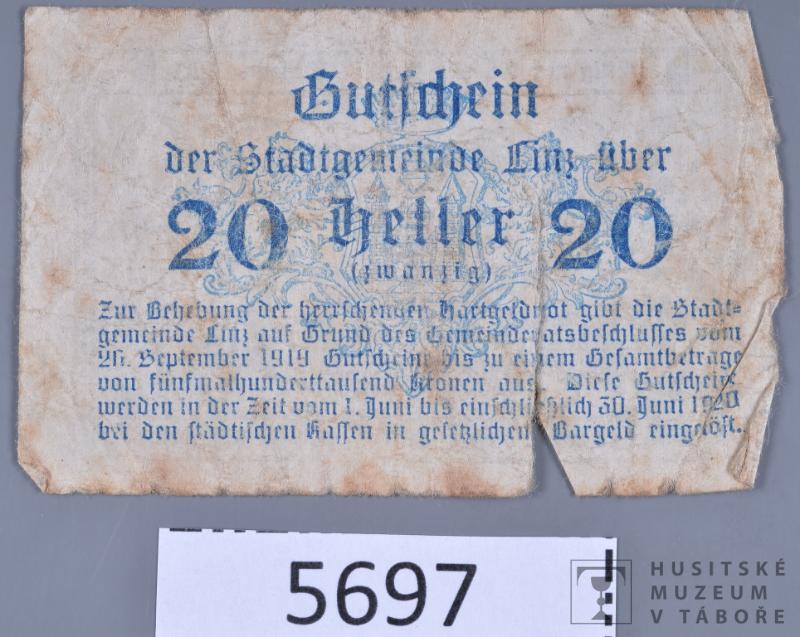 Gutschein
der Stadtgemeinde Linz über
20 Heller 20
(zwanzig)
Zur Behebung der herrschenden Hartgeldnot gibt die Stadt-
gemeinde Linz auf Grund des Gemeinderatsbeschlusses vom
September 1919 Gutscheine bis zu einem Gesamtbetrage
von fünfmalhunderttausend Kronen aus. Diese Gutscheine
werden in der Zeit vom 1. Juni bis einschließlich 30. Juni 1920
bei den städtischen Kassen in gesetzlichen Bargeld eingelöst.
5697
HUSITSKÉ
MUZEUM
V TÁBOŘE